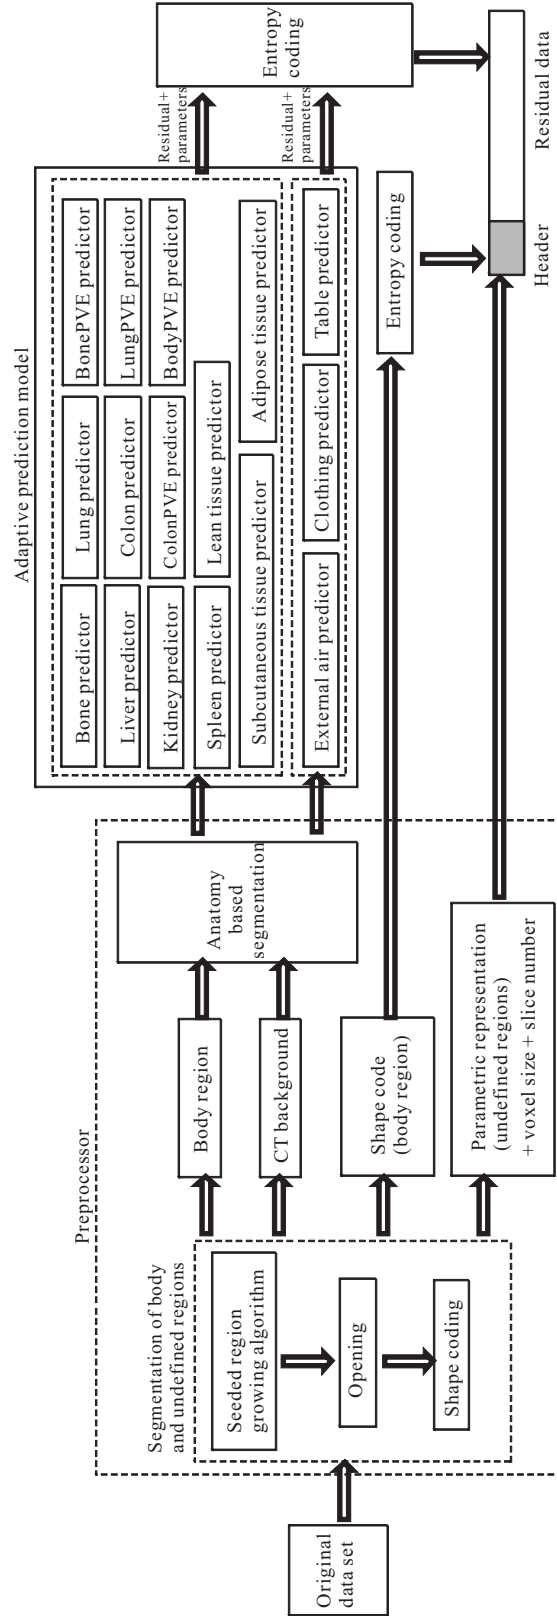 Original
data set
Preprocessor
Segmentation of body
and undefined regions
Seeded region
growing algorithm
Opening
Shape coding
Body region
CT background
Shape code
(body region)
Parametric representation
(undefined regions)
+ voxel size + slice number
Anatomy
based
segmentation
Adaptive prediction model
Bone predictor
Lung predictor
BonePVE predictor
Liver predictor
Colon predictor
LungPVE predictor
Kidney predictor
ColonPVE predictor
BodyPVE predictor
Spleen predictor
Lean tissue predictor
Subcutaneous tissue predictor
Adipose tissue predictor
External air predictor
Clothing predictor
Table predictor
Residual+
parameters
Residual+
parameters
Entropy
coding
Entropy coding
Header
Residual data